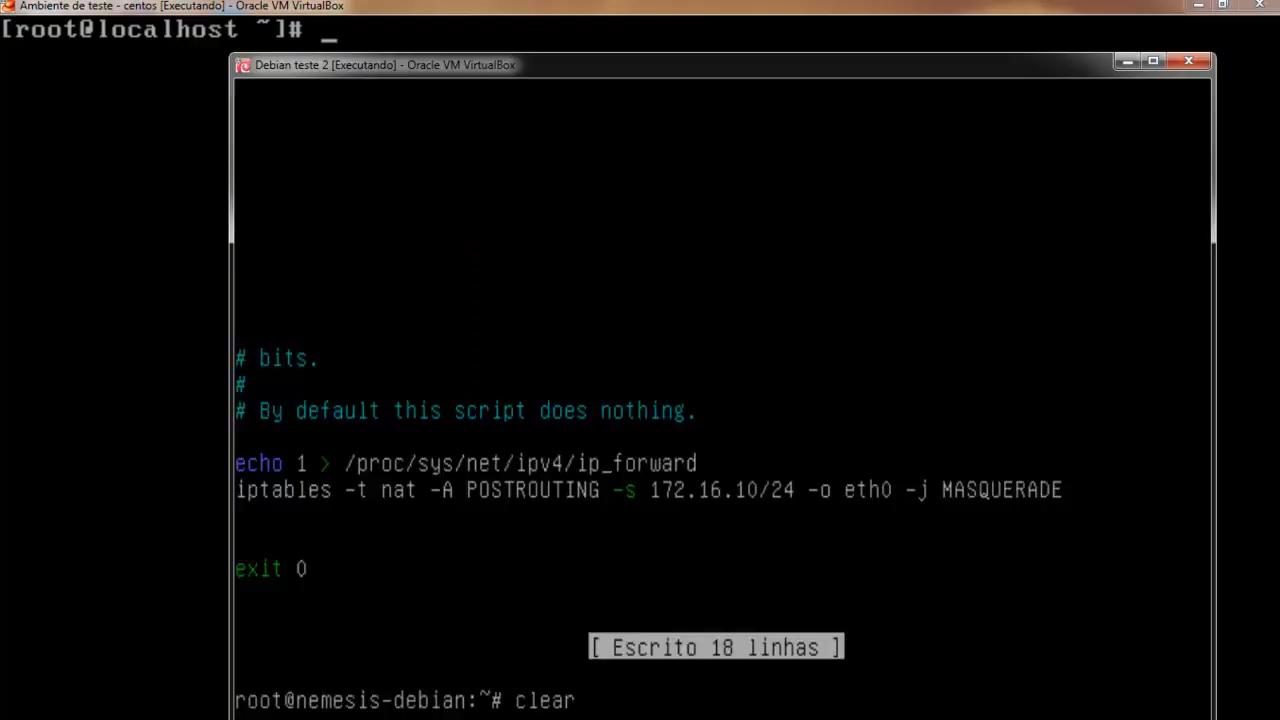 Ambiente de teste - centos [Executando] - Oracle VM VirtualBox
[root@localhost ~]# _
Debian teste 2 [Executando] - Oracle VM VirtualBox
# bits.
#
# By default this script does nothing.
echo 1 > /proc/sys/net/ipv4/ip_forward
iptables -t nat -A POSTROUTING -s 172.16.10/24 -o eth0 -j MASQUERADE
exit 0
[ Escrito 18 linhas ]
root@nemesis-debian:~# clear